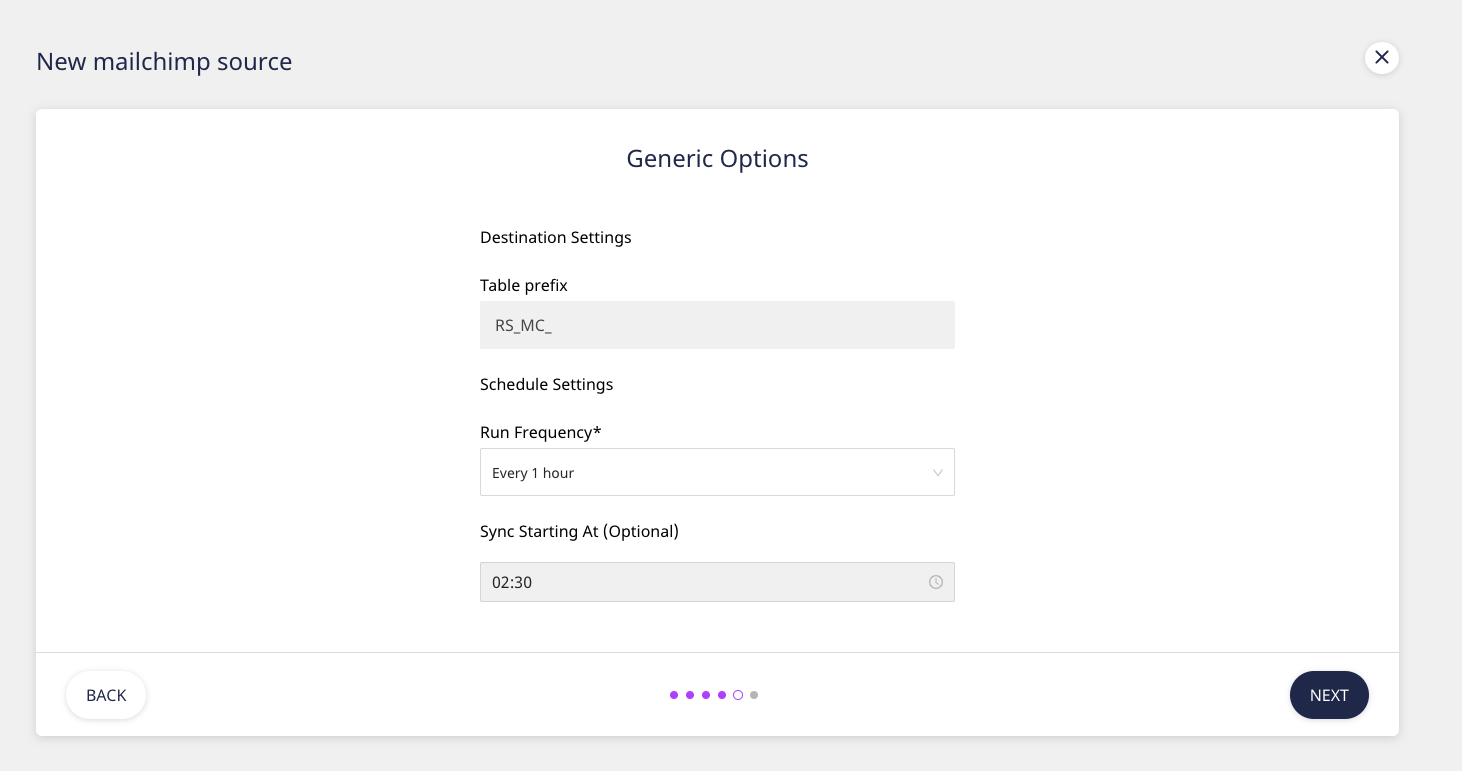 New mailchimp source
Generic Options
Destination Settings
Table prefix
RS_MC_
Schedule Settings
Run Frequency*
Every 1 hour
Sync Starting At (Optional)
02:30
BACK
NEXT